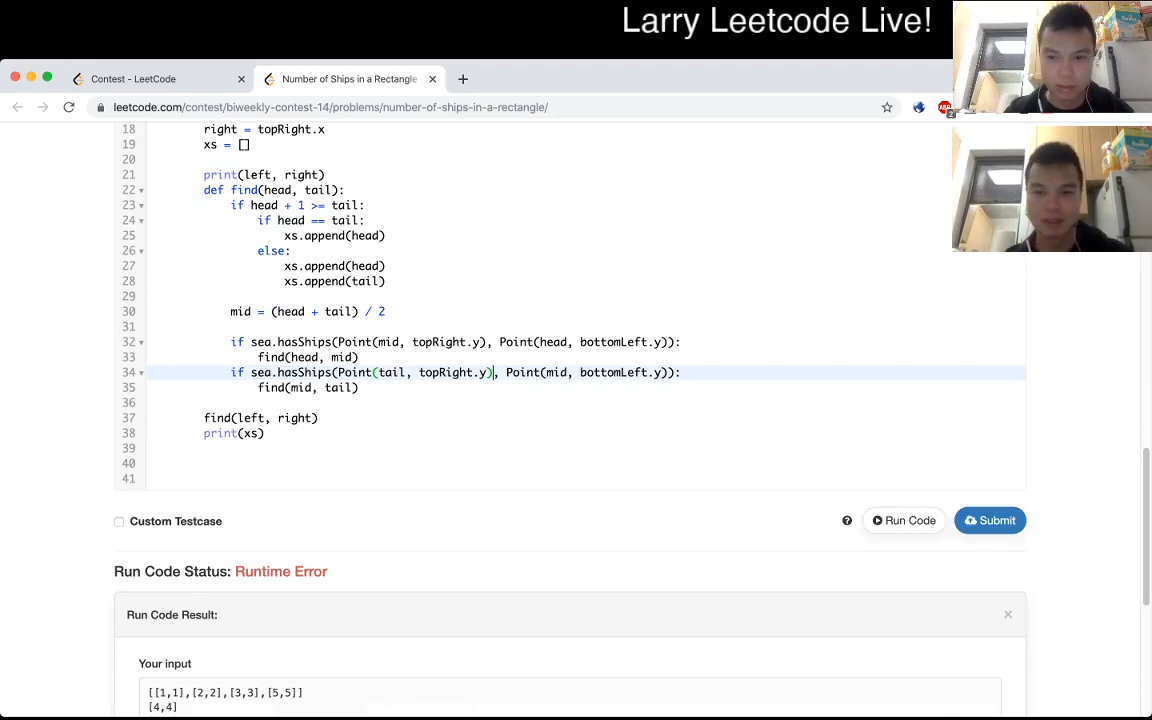 Larry Leetcode Live!
Contest - LeetCode
Number of Ships in a Rectangle
leetcode.com/contest/biweekly-contest-14/problems/number-of-ships-in-a-rectangle/
ABP
2
18 right = topRight.x
19 xs = []
20
21 print(left, right)
22 def find(head, tail):
23 if head + 1 >= tail:
24 if head == tail:
25 xs.append(head)
26 else:
27 xs.append(head)
28 xs.append(tail)
29
30 mid = (head + tail) / 2
31
32 if sea.hasShips(Point(mid, topRight.y), Point(head, bottomLeft.y)):
33 find(head, mid)
34 if sea.hasShips(Point(tail, topRight.y), Point(mid, bottomLeft.y)):
35 find(mid, tail)
36
37 find(left, right)
38 print(xs)
39
40
41
Custom Testcase
Run Code
Submit
Run Code Status: Runtime Error
Run Code Result:
Your input
[[1,1],[2,2],[3,3],[5,5]]
[4,4]